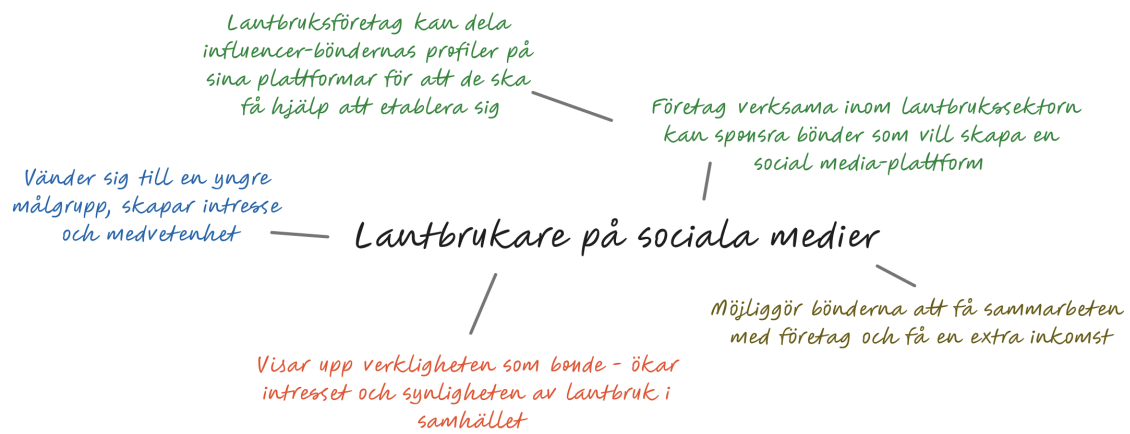 Lantbruksföretag kan dela
influencer-böndernas profiler på
sina plattformar för att de ska
få hjälp att etablera sig
Företag verksama inom lantbrukssektorn
kan sponsra bönder som vill skapa en
social media-plattform
Vänder sig till en yngre
målgrupp, skapar intresse
och medvetenhet
Lantbrukare på sociala medier
Möjliggör bönderna att få sammarbeten
med företag och få en extra inkomst
Visar upp verkligheten som bonde - ökar
intresset och synligheten av lantbruk i
samhället